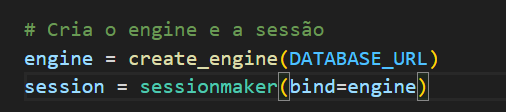 # Cria o engine e a sessão
engine = create_engine(DATABASE_URL)
session = sessionmaker(bind=engine)